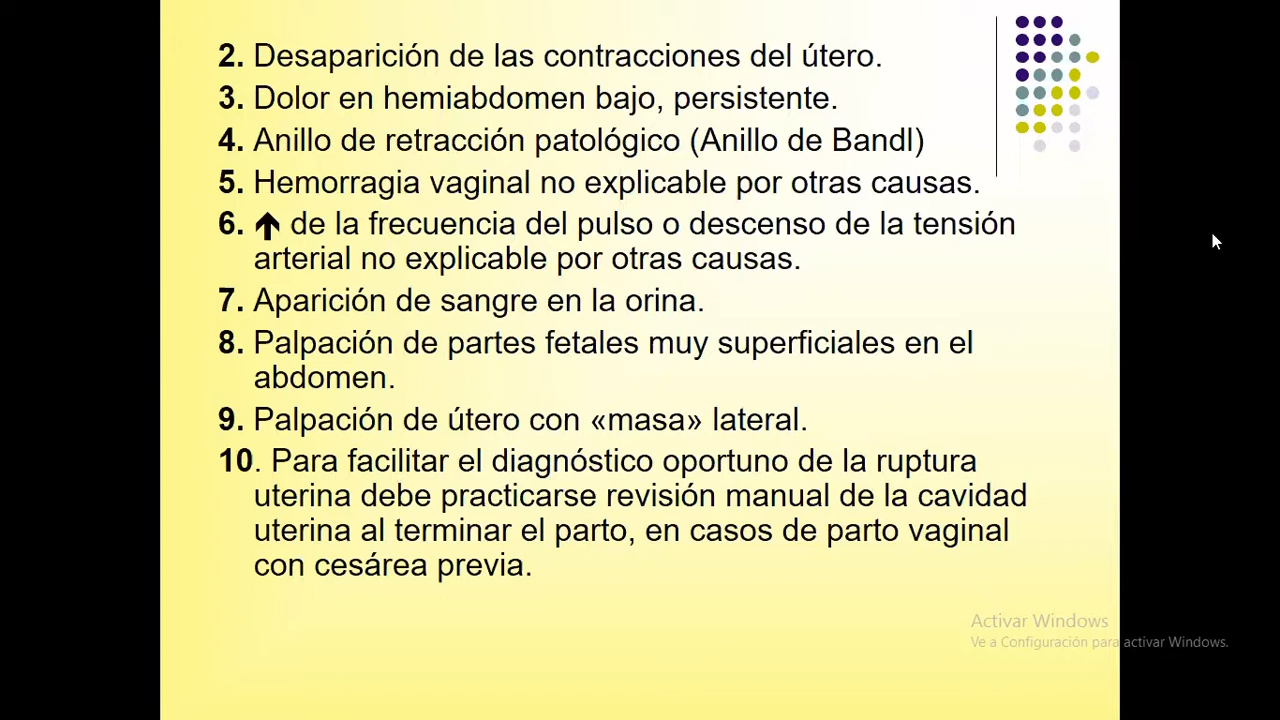 2. Desaparición de las contracciones del útero.
3. Dolor en hemiabdomen bajo, persistente.
4. Anillo de retracción patológico (Anillo de Bandl)
5. Hemorragia vaginal no explicable por otras causas.
6. 🡹 de la frecuencia del pulso o descenso de la tensión
arterial no explicable por otras causas.
7. Aparición de sangre en la orina.
8. Palpación de partes fetales muy superficiales en el
abdomen.
9. Palpación de útero con «masa» lateral.
10. Para facilitar el diagnóstico oportuno de la ruptura
uterina debe practicarse revisión manual de la cavidad
uterina al terminar el parto, en casos de parto vaginal
con cesárea previa.
Activar Windows
Ve a Configuración para activar Windows.